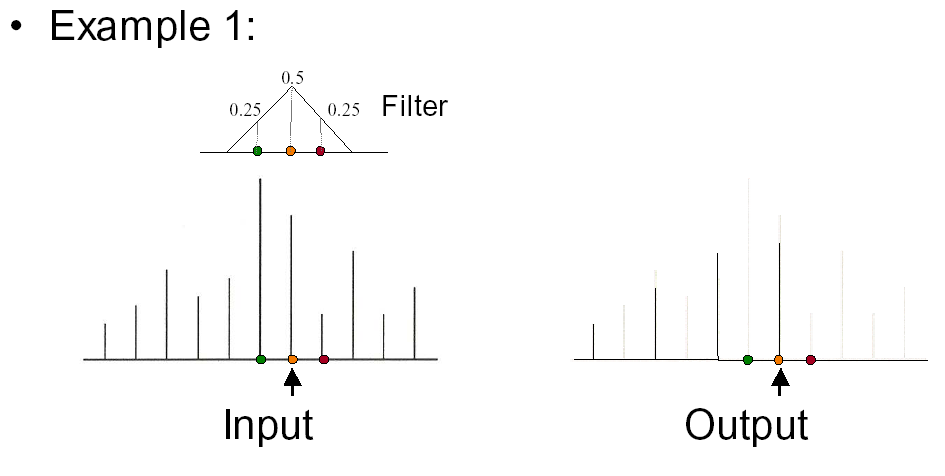 • Example 1:
0.5
0.25 0.25 Filter
Input Output